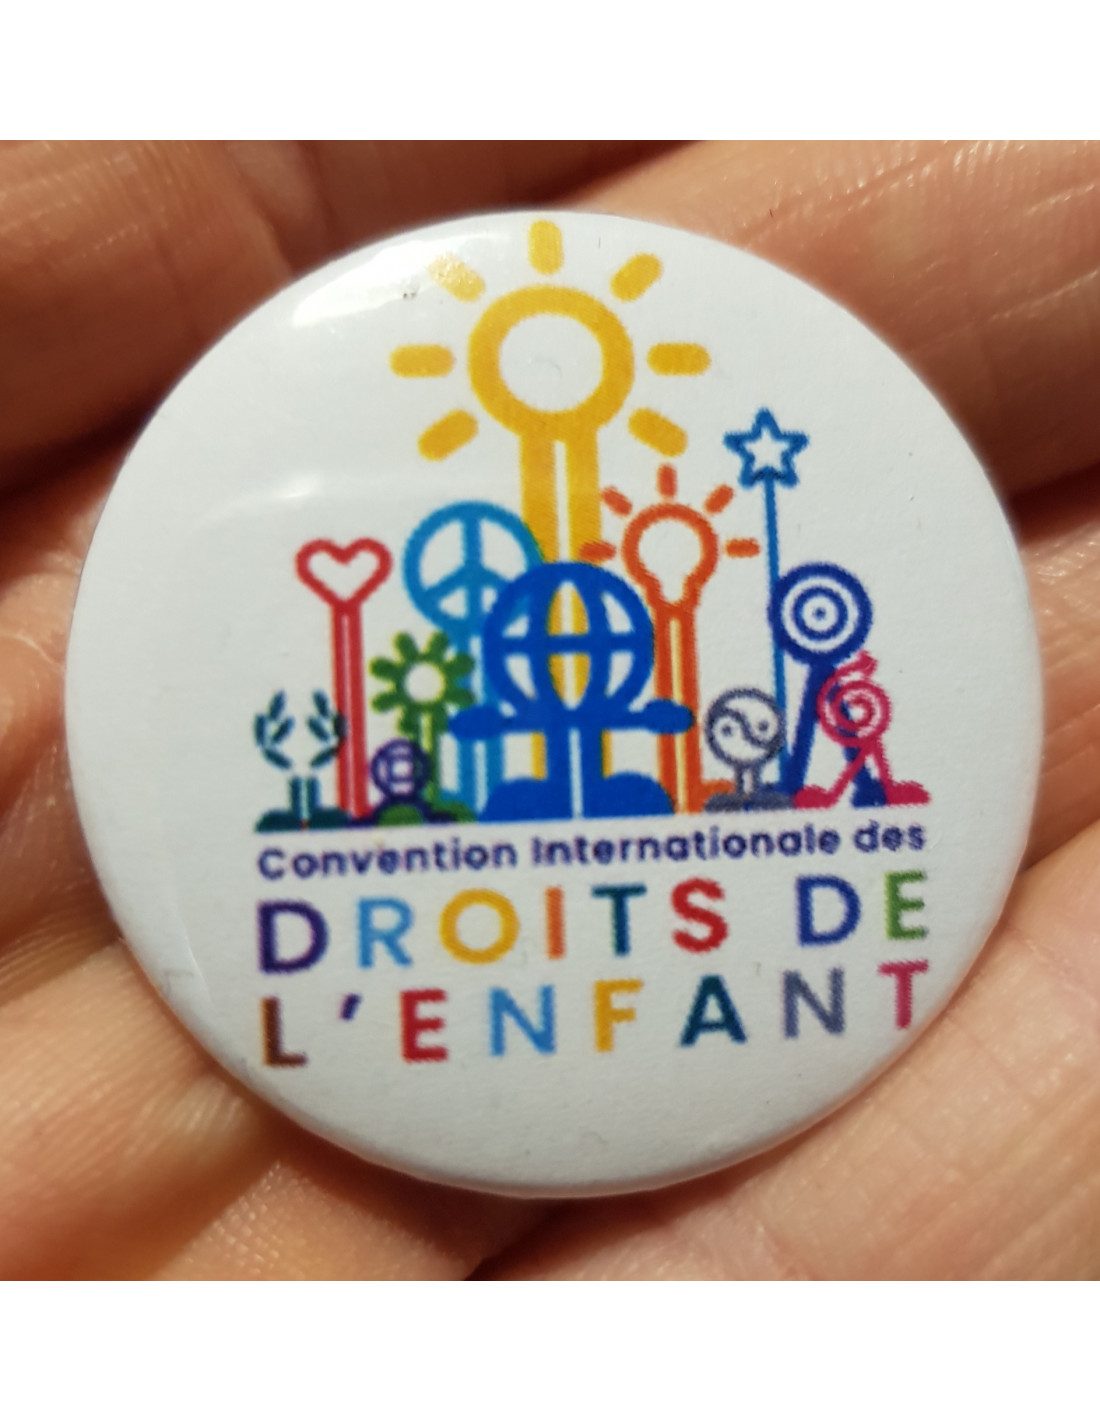 Convention Internationale des
DROITS DE
L'ENFANT